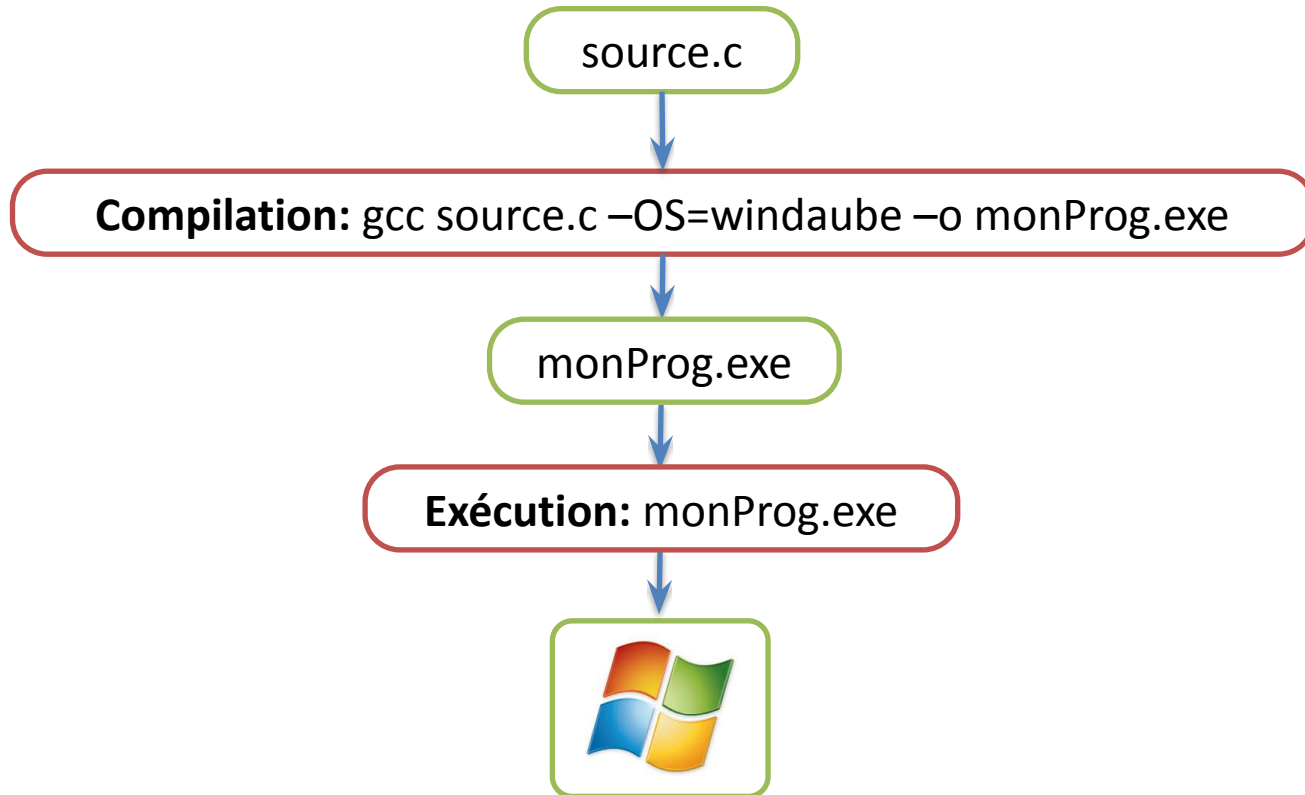 source.c
Compilation: gcc source.c –OS=windaube –o monProg.exe
monProg.exe
Exécution: monProg.exe